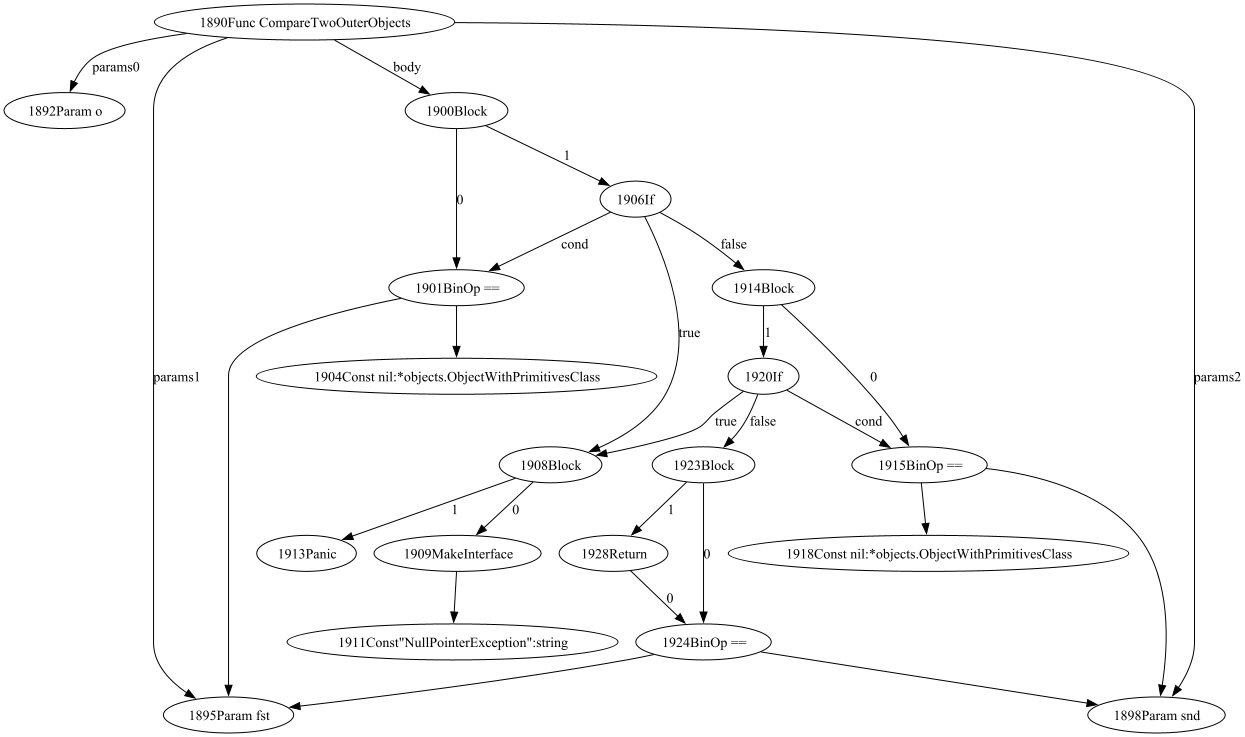 1890Func CompareTwoOuterObjects
params0
body
1892Param o
1900Block
1
0
1906If
cond
false
1901BinOp ==
1914Block
true
1
params1
1904Const nil:*objects.ObjectWithPrimitivesClass
1920If
0
params2
true
false
cond
1908Block
1923Block
1915BinOp ==
1
0
1
1913Panic
1909MakeInterface
1928Return
0
1918Const nil:*objects.ObjectWithPrimitivesClass
0
1911Const"NullPointerException":string
1924BinOp ==
1895Param fst
1898Param snd